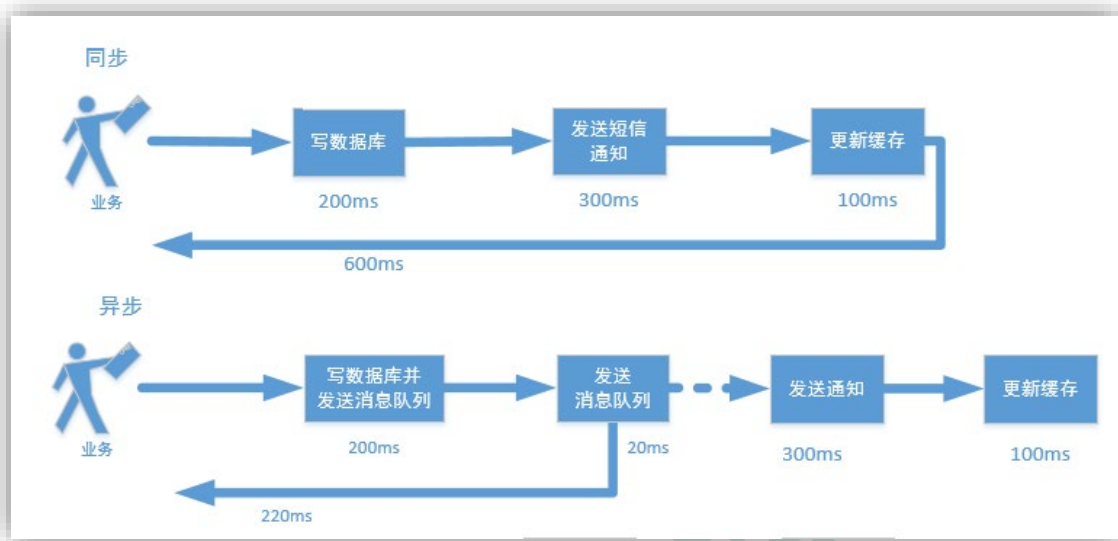 同步
写数据库
发送短信
通知
更新缓存
业务
200ms
300ms
100ms
600ms
异步
写数据库并
发送消息队列
发送
消息队列
发送通知
更新缓存
业务
200ms
20ms
300ms
100ms
220ms